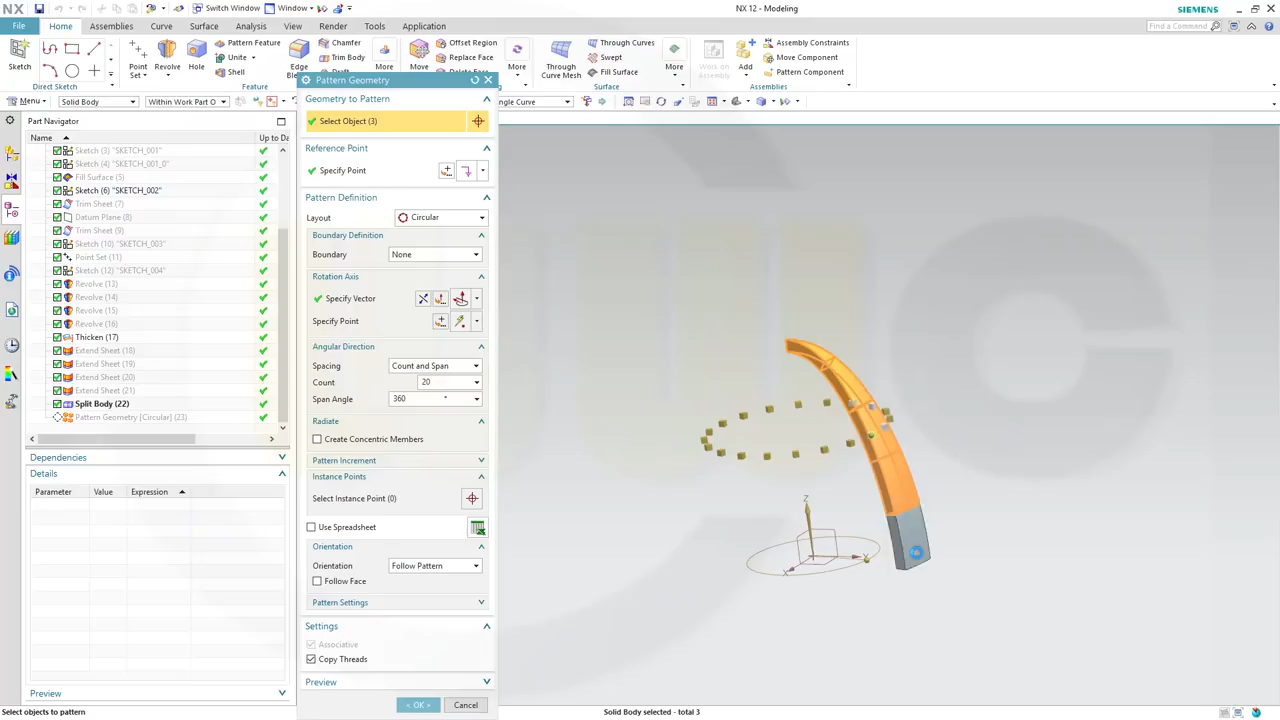 NX
Switch Window
Window
NX 12 - Modeling
SIEMENS
File
Home
Assemblies
Curve
Surface
Analysis
View
Render
Tools
Application
Find a Command
Sketch
Direct Sketch
Point
Set
Revolve
Hole
Pattern Feature
Unite
Shell
Edge
Chamfer
Trim Body
More
Feature
Move
Offset Region
Replace Face
More
Through
Curve Mesh
Through Curves
Swept
Fill Surface
More
Surface
Work on
Assembly
Add
Assembly Constraints
Move Component
Pattern Component
Assemblies
Menu
Solid Body
Within Work Part O
ngle Curve
Part Navigator
Name
Up to Da
Sketch (3) "SKETCH_001"
Sketch (4) "SKETCH_001_0"
Fill Surface (5)
Sketch (6) "SKETCH_002"
Trim Sheet (7)
Datum Plane (8)
Trim Sheet (9)
Sketch (10) "SKETCH_003"
Point Set (11)
Sketch (12) "SKETCH_004"
Revolve (13)
Revolve (14)
Revolve (15)
Revolve (16)
Thicken (17)
Extend Sheet (18)
Extend Sheet (19)
Extend Sheet (20)
Extend Sheet (21)
Split Body (22)
Pattern Geometry [Circular] (23)
Dependencies
Details
Parameter
Value
Expression
Preview
Pattern Geometry
Geometry to Pattern
Select Object (3)
Reference Point
Specify Point
Pattern Definition
Layout
Circular
Boundary Definition
Boundary
None
Rotation Axis
Specify Vector
Specify Point
Angular Direction
Spacing
Count and Span
Count
20
Span Angle
360
°
Radiate
Create Concentric Members
Pattern Increment
Instance Points
Select Instance Point (0)
Use Spreadsheet
Orientation
Orientation
Follow Pattern
Follow Face
Pattern Settings
Settings
Associative
Copy Threads
Preview
< OK >
Cancel
Z
X
Select objects to pattern
Solid Body selected - total 3